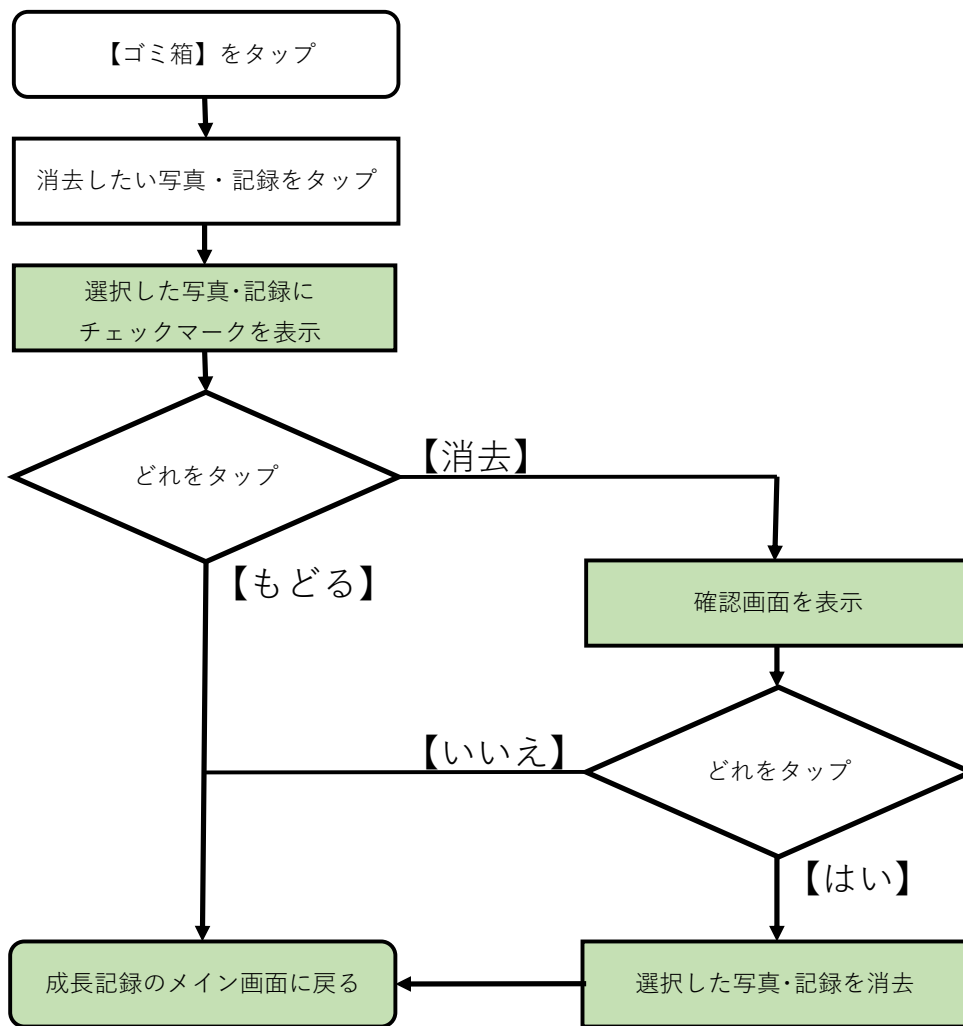 【ゴミ箱】をタップ
消去したい写真・記録をタップ
選択した写真･記録に
チェックマークを表示
どれをタップ
【消去】
【もどる】
確認画面を表示
【いいえ】
どれをタップ
【はい】
成長記録のメイン画面に戻る
選択した写真･記録を消去